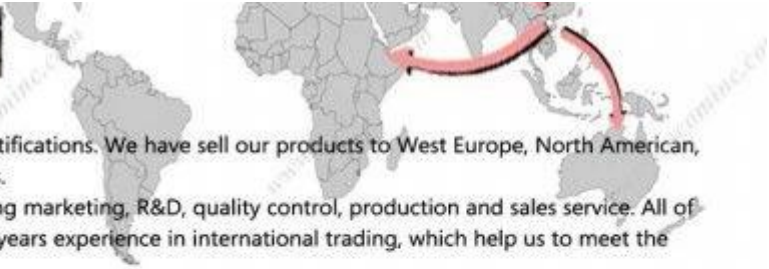 tifications. We have sell our products to West Europe, North American,
s.
ng marketing, R&D, quality control, production and sales service. All of
years experience in international trading, which help us to meet the